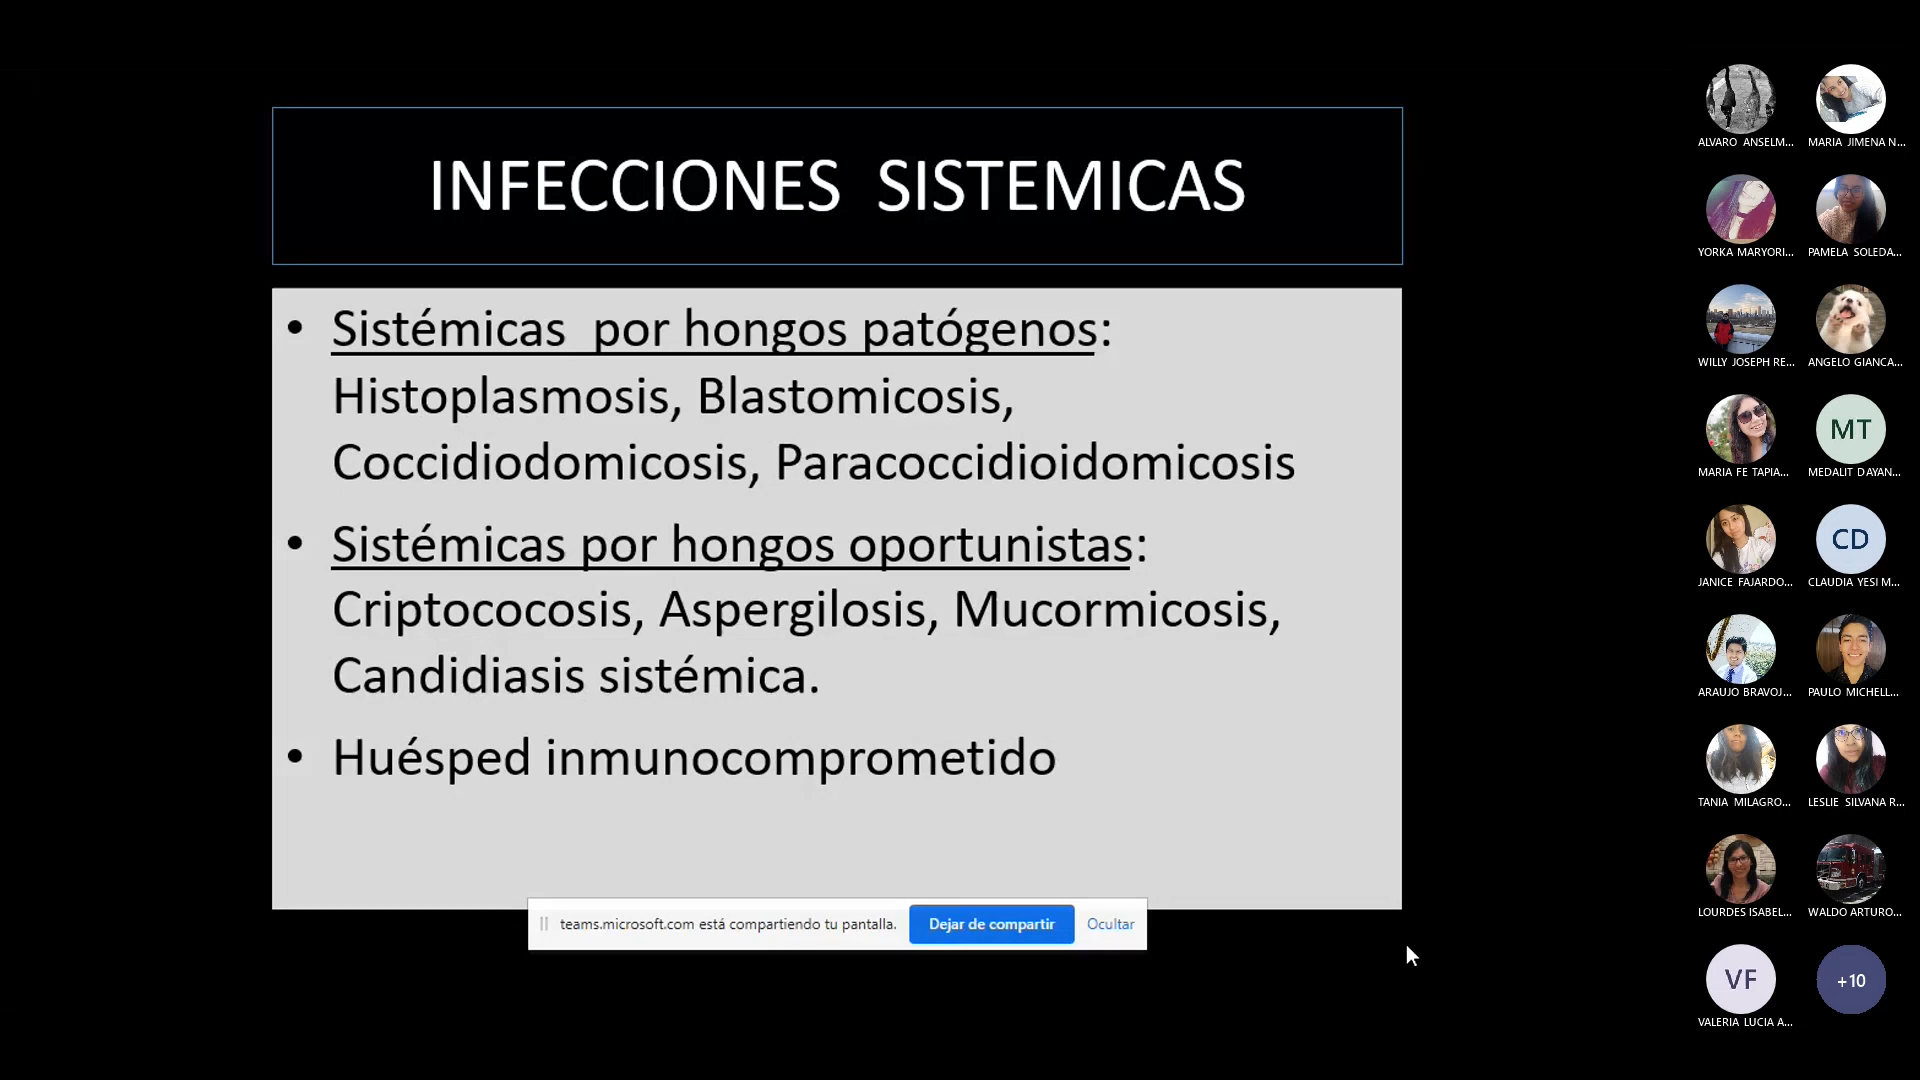 INFECCIONES SISTEMICAS
• Sistémicas por hongos patógenos:
Histoplasmosis, Blastomicosis,
Coccidiodomicosis, Paracoccidioidomicosis
• Sistémicas por hongos oportunistas:
Criptococosis, Aspergilosis, Mucormicosis,
Candidiasis sistémica.
• Huésped inmunocomprometido
teams.microsoft.com está compartiendo tu pantalla. Dejar de compartir Ocultar
ALVARO ANSELM... MARIA JIMENA N...
YORKA MARYORI... PAMELA SOLEDA...
WILLY JOSEPH RE... ANGELO GIANCA...
MT
MARIA FE TAPIA... MEDALIT DAYAN...
CD
JANICE FAJARDO... CLAUDIA YESI M...
ARAUJO BRAVOJ... PAULO MICHELL...
TANIA MILAGRO... LESLIE SILVANA R...
LOURDES ISABEL... WALDO ARTURO...
VF +10
VALERIA LUCIA A...